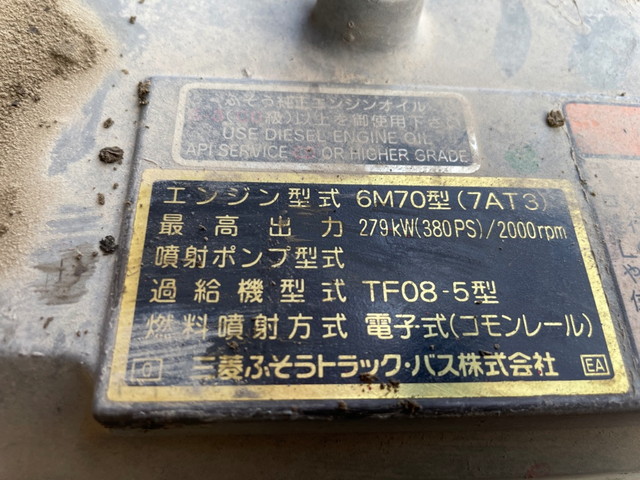 ふそう純正エンジンオイル
級)以上を御使用下さい
USE DIESEL ENGINE OIL
API SERVICE OR HIGHER GRADE
エンジン型式 6M70型(7AT3)
最高出力 279kW(380PS)/2000rpm
噴射ポンプ型式
過給機型式 TF08-5型
燃料噴射方式 電子式(コモンレール)
0 三菱ふそうトラック・バス株式会社 EA